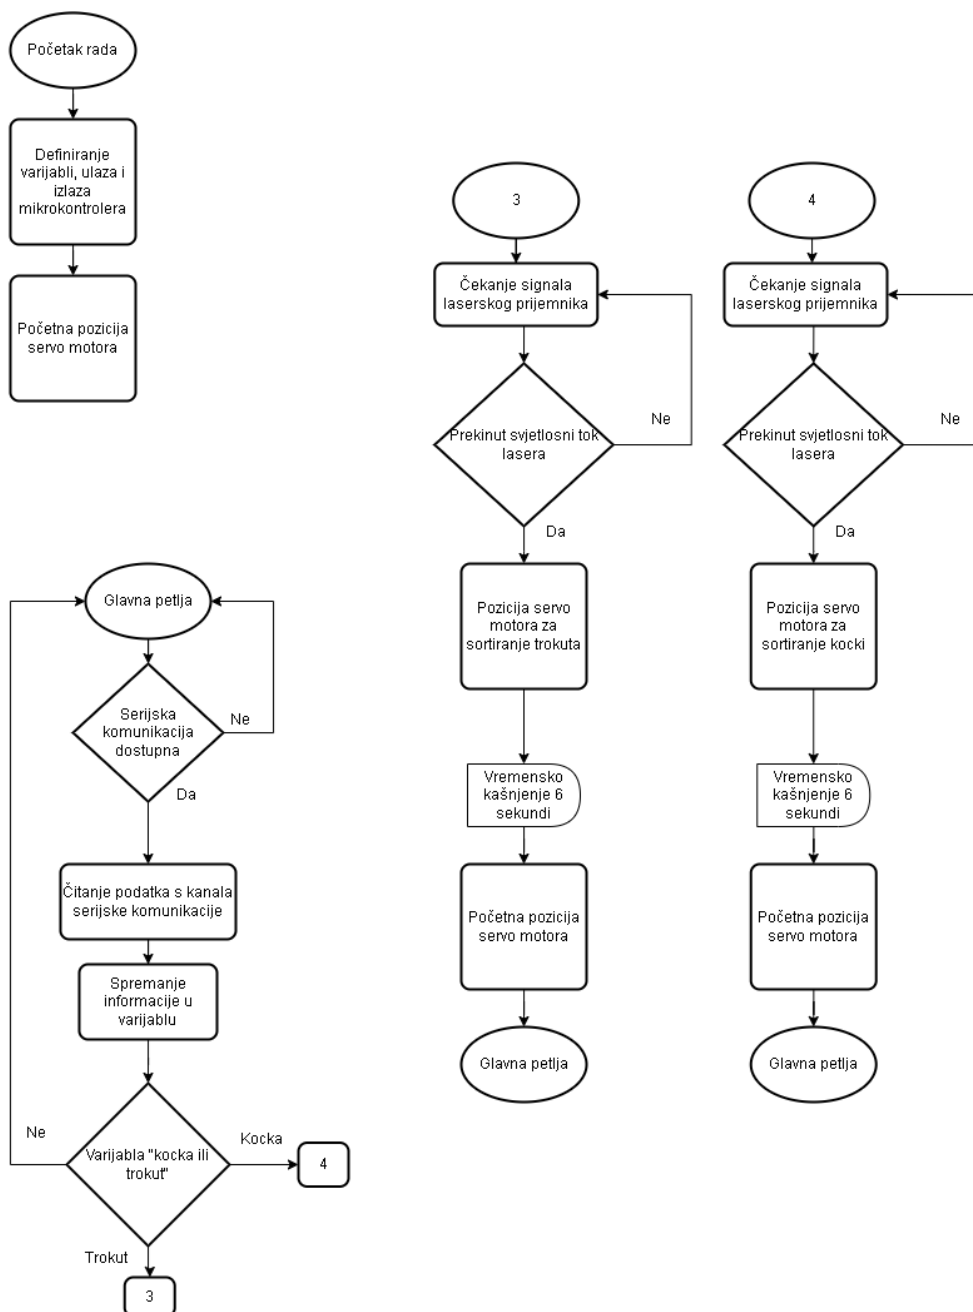 Početak rada
Definiranje
varijabli, ulaza i
izlaza
mikrokontrolera
Početna pozicija
servo motora
Glavna petlja
Serijska
komunikacija
dostupna
Ne
Da
Čitanje podatka s kanala
serijske komunikacije
Spremanje
informacije u
varijablu
Varijabla "kocka ili
trokut"
Ne
Kocka
4
Trokut
3
3
Čekanje signala
laserskog prijemnika
Prekinut svjetlosni tok
lasera
Ne
Da
Pozicija servo
motora za
sortiranje trokuta
Vremensko
kašnjenje 6
sekundi
Početna pozicija
servo motora
Glavna petlja
4
Čekanje signala
laserskog prijemnika
Prekinut svjetlosni tok
lasera
Ne
Da
Pozicija servo
motora za
sortiranje kocki
Vremensko
kašnjenje 6
sekundi
Početna pozicija
servo motora
Glavna petlja